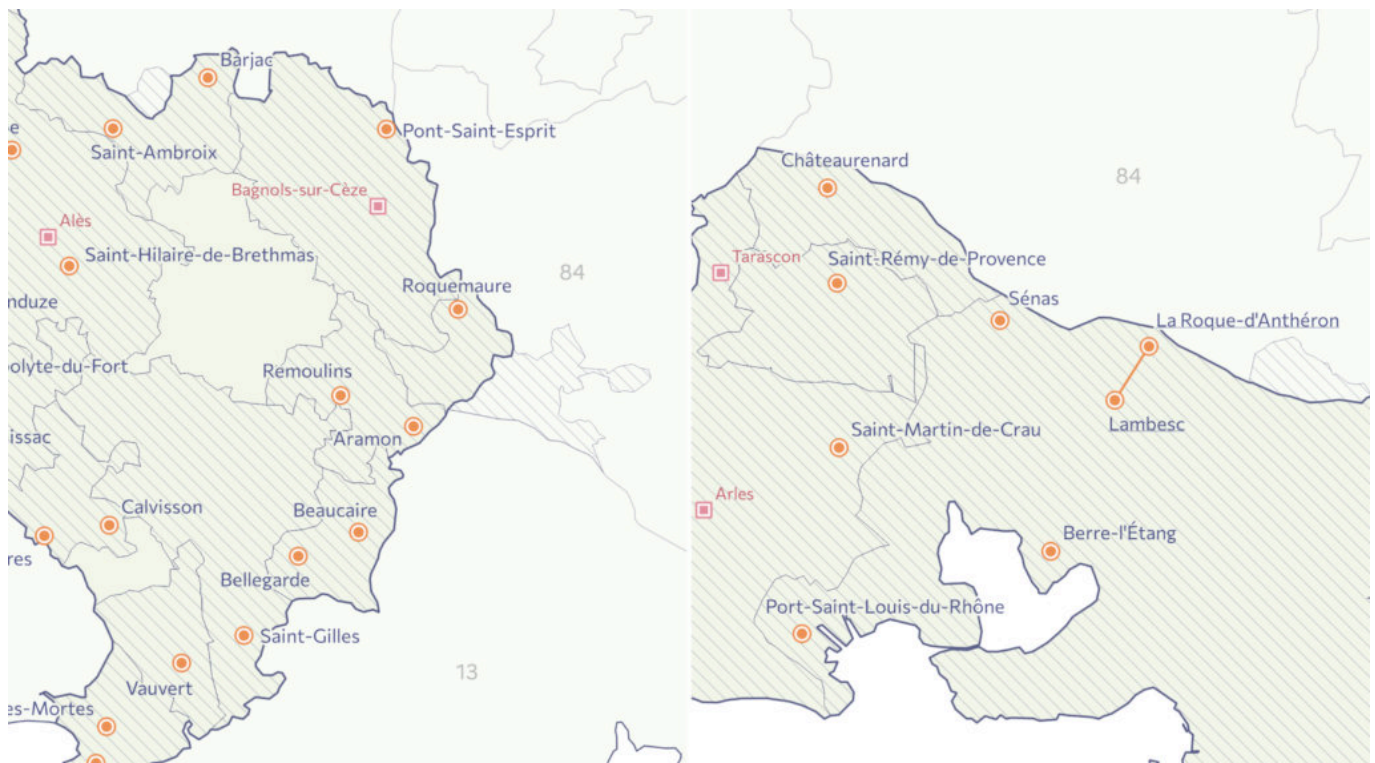 Barjac
Pont-Saint-Esprit
se
Saint-Ambroix
Bagnols-sur-Cèze
Alès
Saint-Hilaire-de-Brethmas
84
Roquemaure
nduze
Remoulins
olyte-du-Fort
Aramon
issac
Calvisson
Beaucaire
res
Bellegarde
Saint-Gilles
13
Vauvert
es-Mortes
Châteaurenard
84
Tarascon
Saint-Rémy-de-Provence
Sénas
La Roque-d'Anthéron
Lambesc
Saint-Martin-de-Crau
Arles
Berre-l'Étang
Port-Saint-Louis-du-Rhône